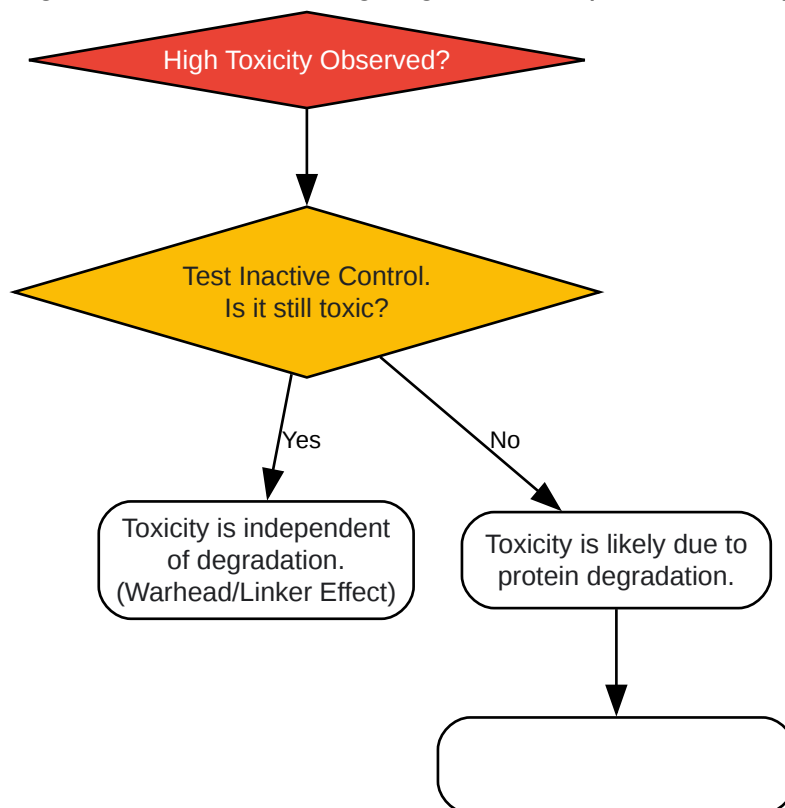 High Toxicity Observed?
Test Inactive Control.
Is it still toxic?
Yes
No
Toxicity is independent
of degradation.
(Warhead/Linker Effect)
Toxicity is likely due to
protein degradation.